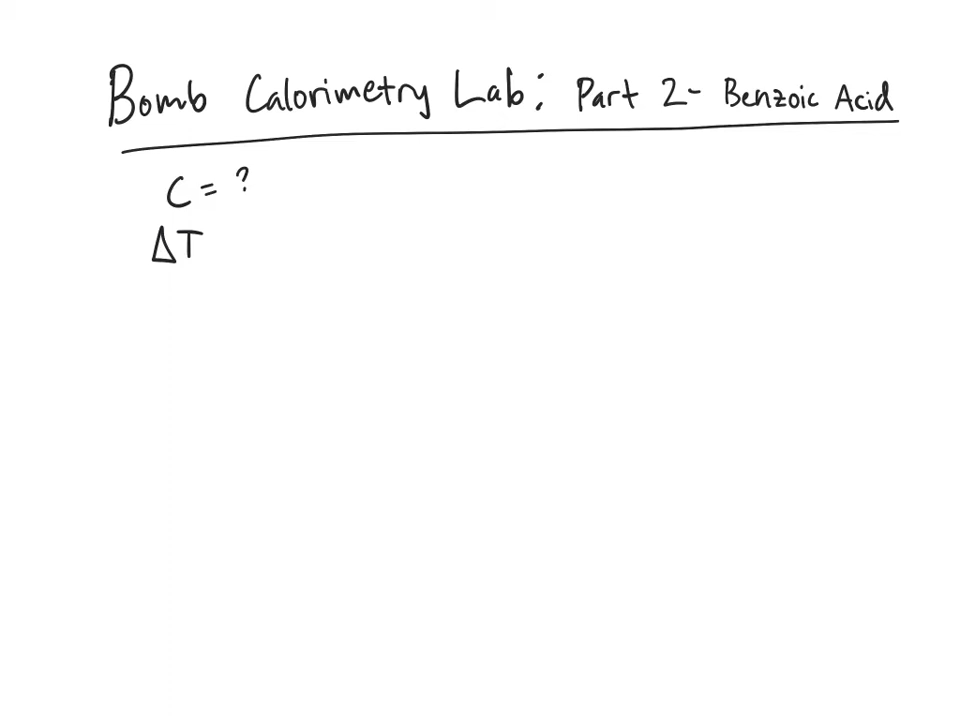 Bomb Calorimetry Lab: Part 2- Benzoic Acid
C = ?
ΔT